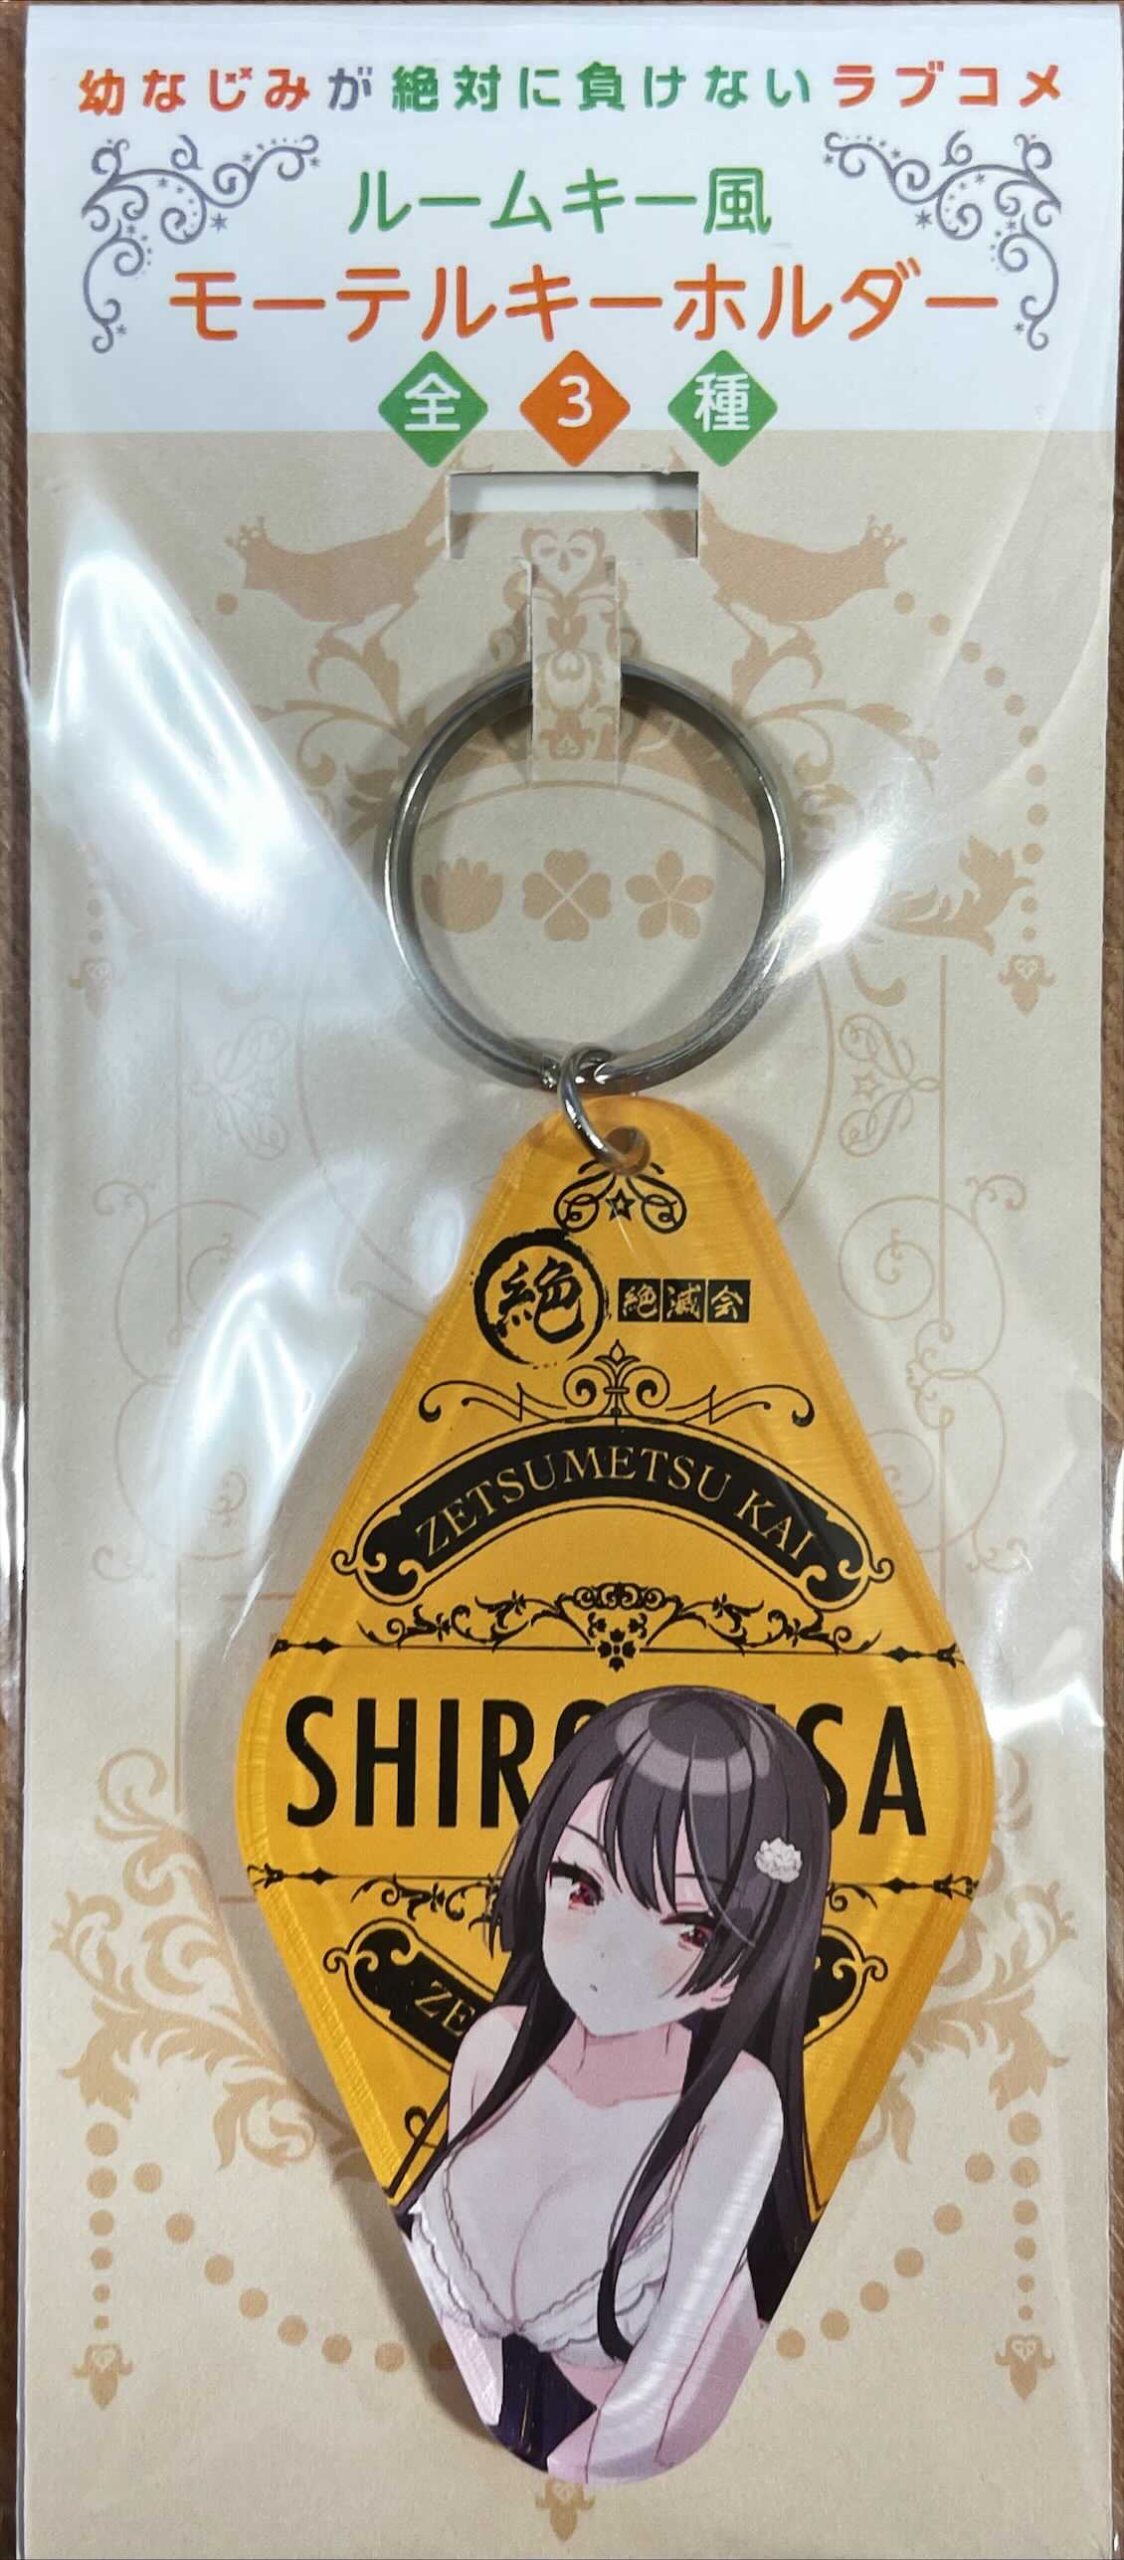 幼なじみが絶対に負けないラブコメ
ルームキー風
モーテルキーホルダー
全3種
絶 絶滅会
ZETSUMETSU KAI
SHIR SA
ZE